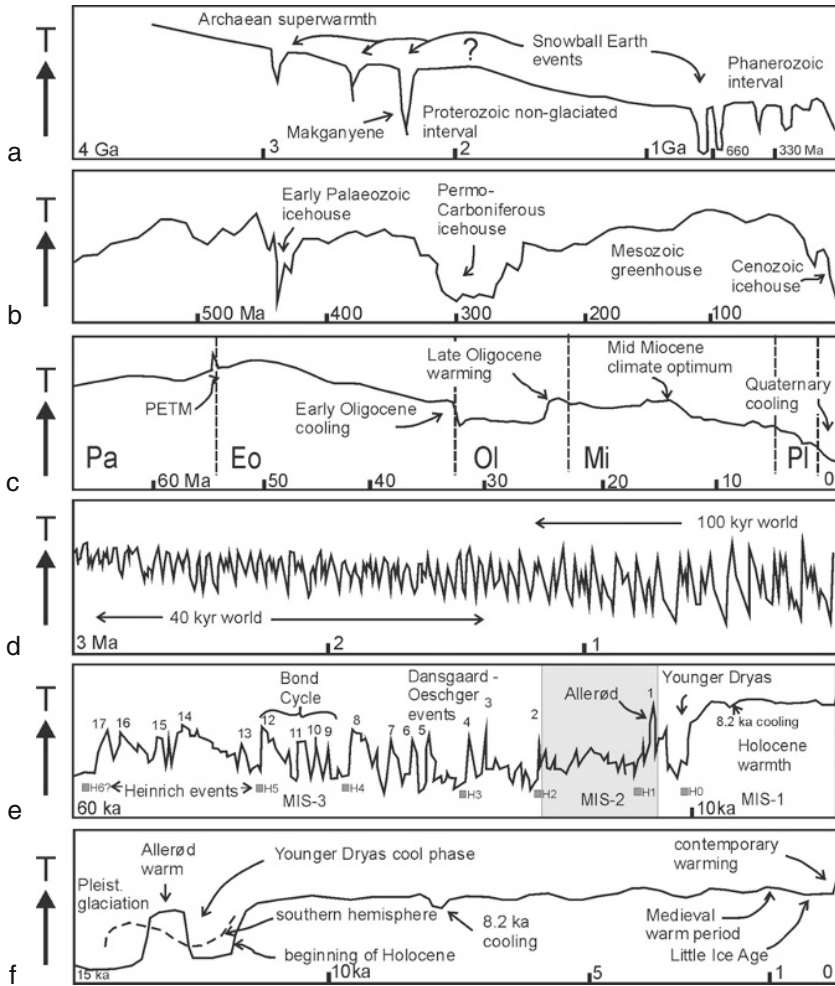 T
Archaean superwarmth
?
Snowball Earth
events
Phanerozoic
interval
Makganyene
Proterozoic non-glaciated
interval
a
4 Ga
3
2
1Ga
660
330 Ma
T
Early Palaeozoic
icehouse
Permo-
Carboniferous
icehouse
Mesozoic
greenhouse
Cenozoic
icehouse
b
500 Ma
400
300
200
100
T
PETM
Early Oligocene
cooling
Late Oligocene
warming
Mid Miocene
climate optimum
Quaternary
cooling
Pa
Eo
Ol
Mi
Pl
c
60 Ma
50
40
30
20
10
0
T
100 kyr world
40 kyr world
d
3 Ma
2
1
T
Bond
Cycle
Dansgaard -
Oeschger
events
Allerød
Younger Dryas
17
16
15
14
13
12
11
10
9
8
7
6
5
4
3
2
1
8.2 ka cooling
Holocene
warmth
H6?
Heinrich events
H5
H4
H3
H2
H1
H0
MIS-3
MIS-2
MIS-1
e
60 ka
10ka
T
Allerød
warm
Pleist.
glaciation
Younger Dryas cool phase
southern hemisphere
beginning of Holocene
8.2 ka
cooling
contemporary
warming
Medieval
warm period
Little Ice Age
f
15 ka
10ka
5
1
0